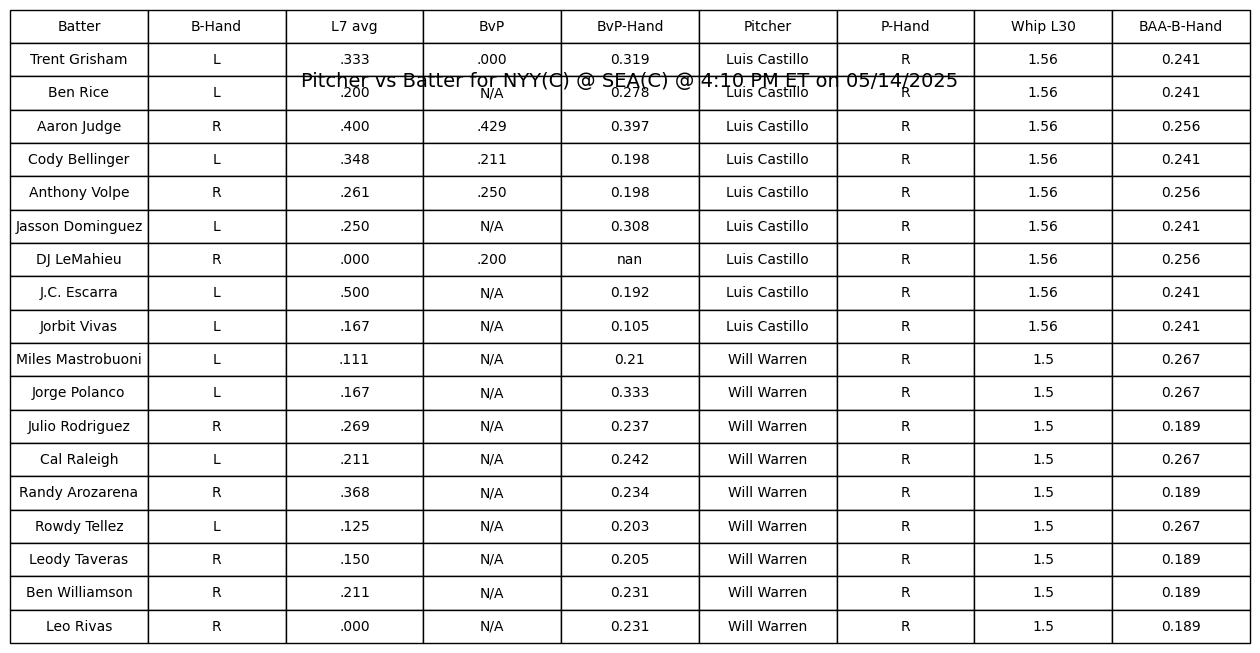 Batter B-Hand L7 avg BvP BvP-Hand Pitcher P-Hand Whip L30 BAA-B-Hand
Trent Grisham L .333 .000 0.319 Luis Castillo R 1.56 0.241
Pitcher vs Batter for NYY(C) @ SEA(C) @ 4:10 PM ET on 05/14/2025
Ben Rice L .200 N/A 0.278 Luis Castillo R 1.56 0.241
Aaron Judge R .400 .429 0.397 Luis Castillo R 1.56 0.256
Cody Bellinger L .348 .211 0.198 Luis Castillo R 1.56 0.241
Anthony Volpe R .261 .250 0.198 Luis Castillo R 1.56 0.256
Jasson Dominguez L .250 N/A 0.308 Luis Castillo R 1.56 0.241
DJ LeMahieu R .000 .200 nan Luis Castillo R 1.56 0.256
J.C. Escarra L .500 N/A 0.192 Luis Castillo R 1.56 0.241
Jorbit Vivas L .167 N/A 0.105 Luis Castillo R 1.56 0.241
Miles Mastrobuoni L .111 N/A 0.21 Will Warren R 1.5 0.267
Jorge Polanco L .167 N/A 0.333 Will Warren R 1.5 0.267
Julio Rodriguez R .269 N/A 0.237 Will Warren R 1.5 0.189
Cal Raleigh L .211 N/A 0.242 Will Warren R 1.5 0.267
Randy Arozarena R .368 N/A 0.234 Will Warren R 1.5 0.189
Rowdy Tellez L .125 N/A 0.203 Will Warren R 1.5 0.267
Leody Taveras R .150 N/A 0.205 Will Warren R 1.5 0.189
Ben Williamson R .211 N/A 0.231 Will Warren R 1.5 0.189
Leo Rivas R .000 N/A 0.231 Will Warren R 1.5 0.189